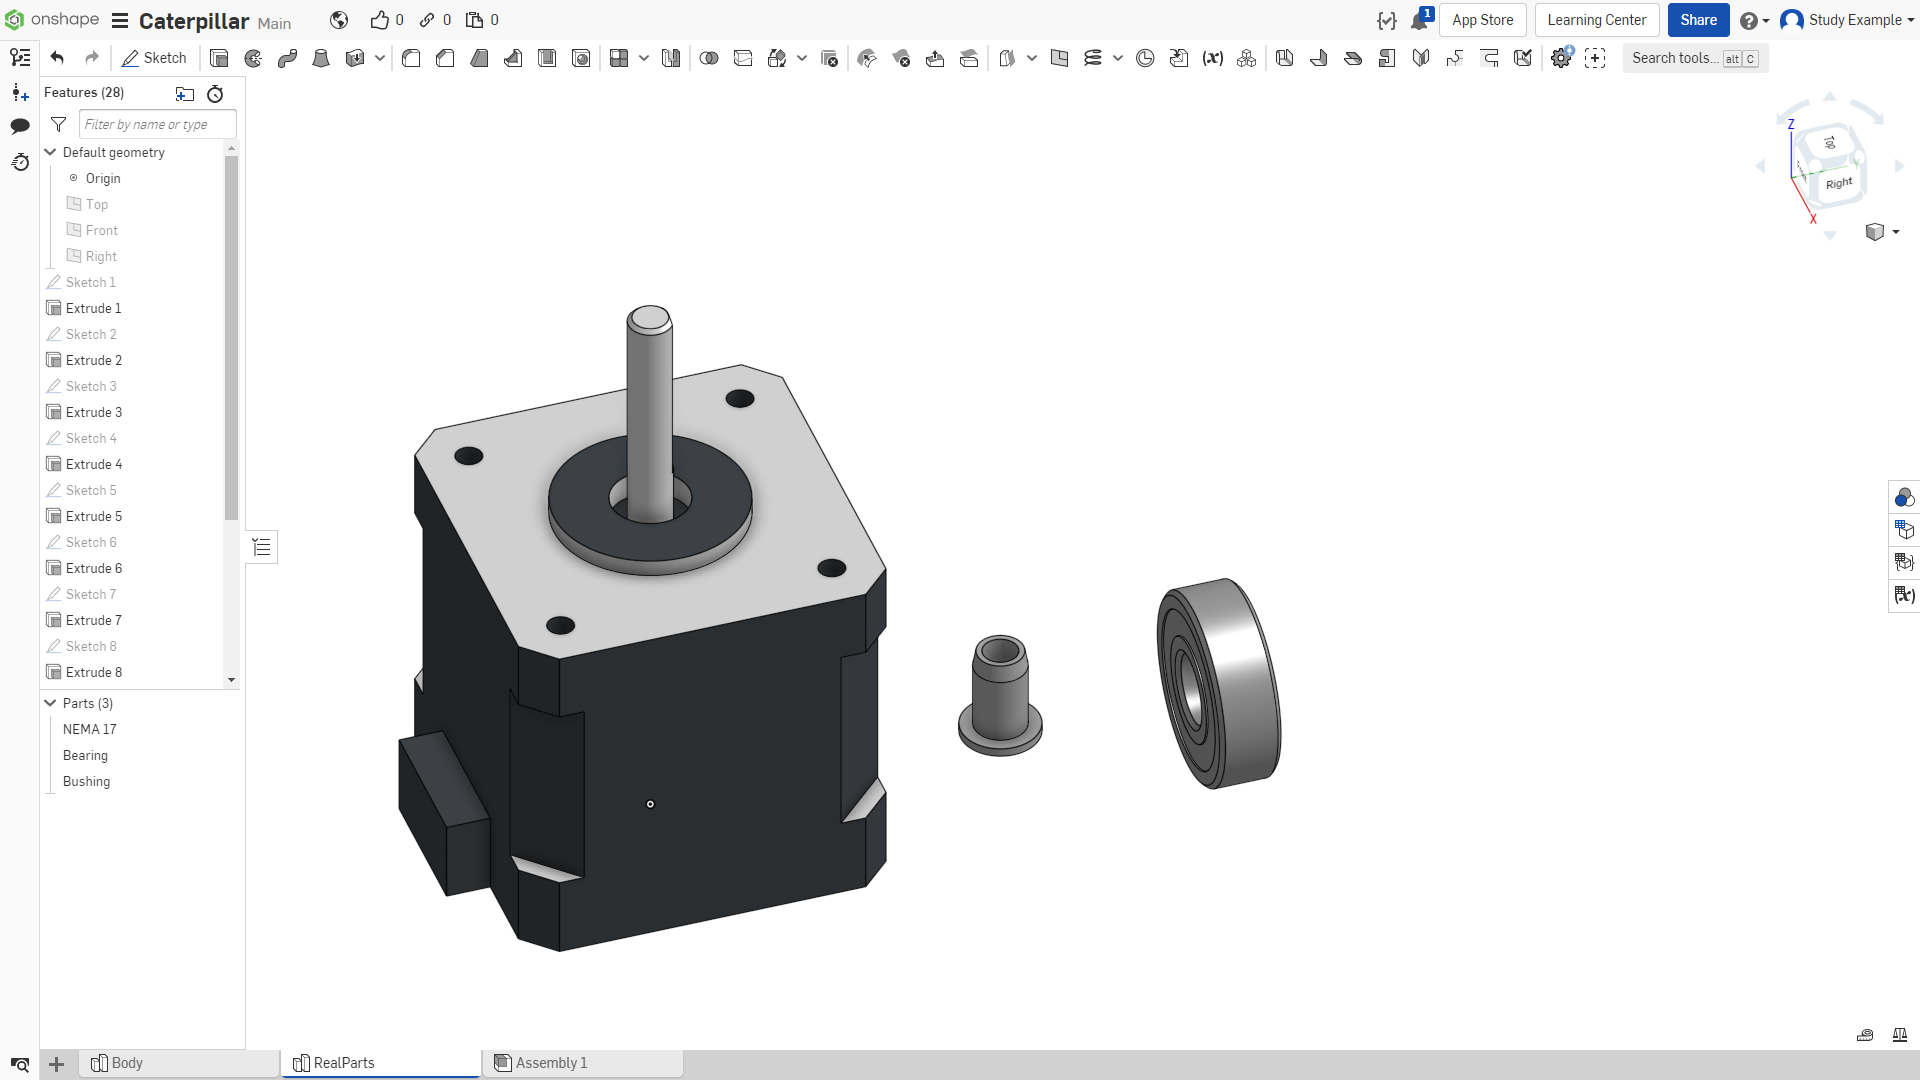 onshape Caterpillar Main 0 0 0 1 App Store Learning Center Share Study Example
Sketch Search tools... alt C
Features (28)
Filter by name or type
Default geometry
Origin
Top
Front
Right
Sketch 1
Extrude 1
Sketch 2
Extrude 2
Sketch 3
Extrude 3
Sketch 4
Extrude 4
Sketch 5
Extrude 5
Sketch 6
Extrude 6
Sketch 7
Extrude 7
Sketch 8
Extrude 8
Parts (3)
NEMA 17
Bearing
Bushing
Z
Top
Y
Right
X
Body RealParts Assembly 1